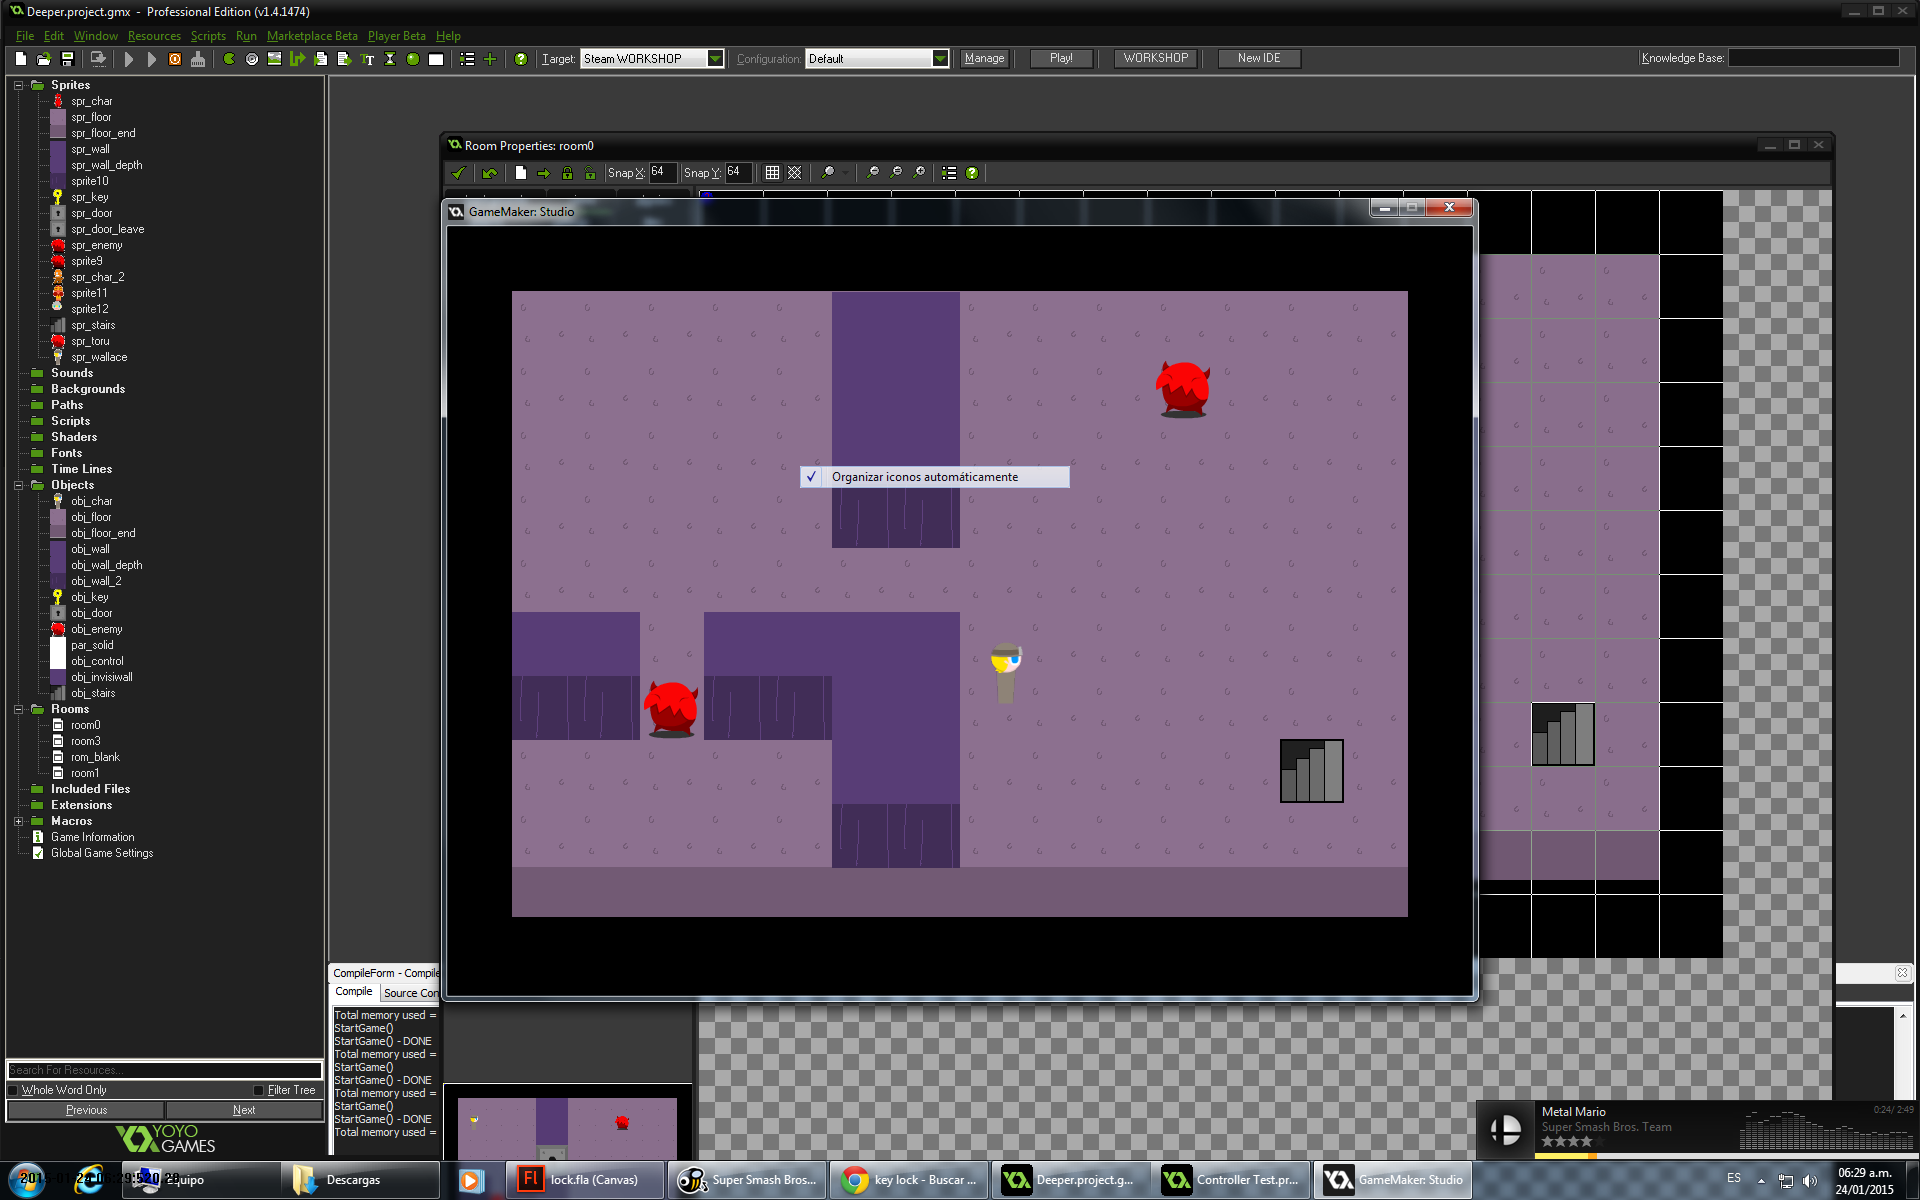 Deeper.project.gmx - Professional Edition (v1.4.1474)
File Edit Window Resources Scripts Run Marketplace Beta Player Beta Help
Target: Steam WORKSHOP Configuration: Default Manage Play! WORKSHOP New IDE Knowledge Base:
Sprites
spr_char
spr_floor
spr_floor_end
spr_wall
spr_wall_depth
sprite10
spr_key
spr_door
spr_door_leave
spr_enemy
sprite9
spr_char_2
sprite11
sprite12
spr_stairs
spr_toru
spr_wallace
Sounds
Backgrounds
Paths
Scripts
Shaders
Fonts
Time Lines
Objects
obj_char
obj_floor
obj_floor_end
obj_wall
obj_wall_depth
obj_wall_2
obj_key
obj_door
obj_enemy
par_solid
obj_control
obj_invisiwall
obj_stairs
Rooms
room0
room3
rom_blank
room1
Included Files
Extensions
Macros
Game Information
Global Game Settings
Search For Resources...
Whole Word Only Filter Tree
Previous Next
YOYO GAMES
Room Properties: room0
Snap X: 64 Snap Y: 64
GameMaker: Studio
Organizar iconos automáticamente
CompileForm - Compile
Compile Source Con
Total memory used =
StartGame()
StartGame() - DONE
Total memory used =
StartGame()
StartGame() - DONE
Total memory used =
StartGame()
StartGame() - DONE
Total memory used =
Metal Mario 0:24/ 2:49
Super Smash Bros. Team
Equipo
Descargas
lock.fla (Canvas)
Super Smash Bros...
key lock - Buscar ...
Deeper.project.g...
Controller Test.pr...
GameMaker: Studio
ES
06:29 a.m.
24/01/2015